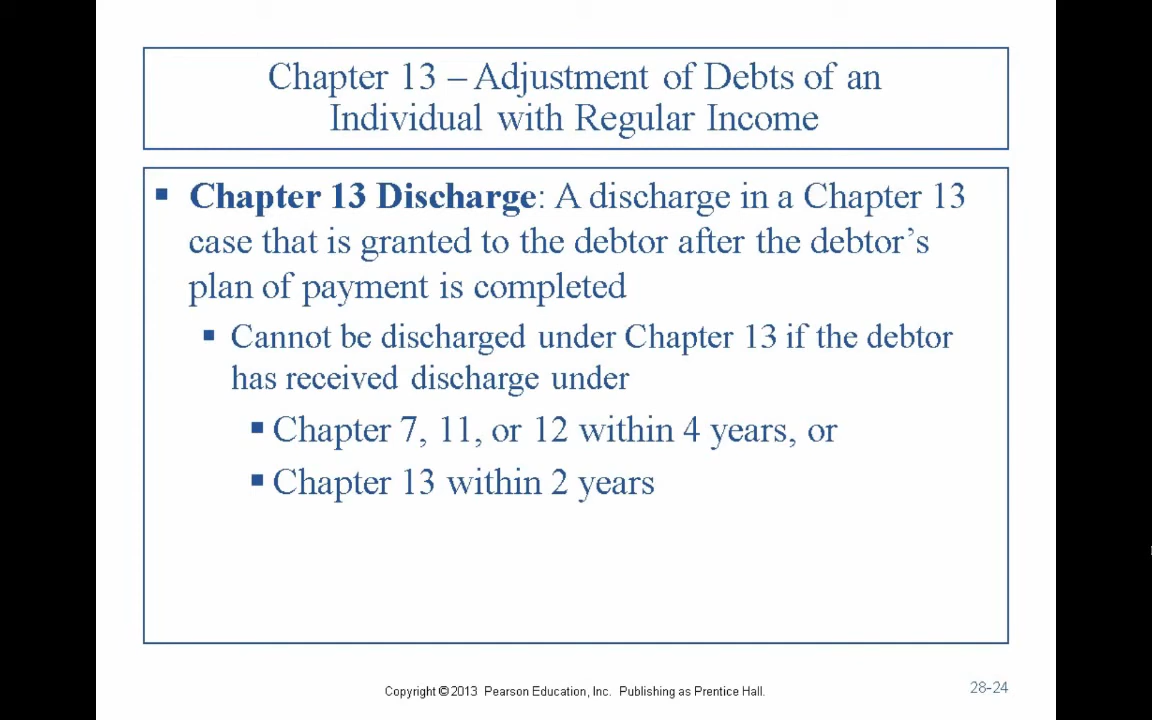 Chapter 13 – Adjustment of Debts of an
Individual with Regular Income
▪ Chapter 13 Discharge: A discharge in a Chapter 13
case that is granted to the debtor after the debtor’s
plan of payment is completed
▪ Cannot be discharged under Chapter 13 if the debtor
has received discharge under
▪ Chapter 7, 11, or 12 within 4 years, or
▪ Chapter 13 within 2 years
Copyright © 2013 Pearson Education, Inc. Publishing as Prentice Hall.
28-24